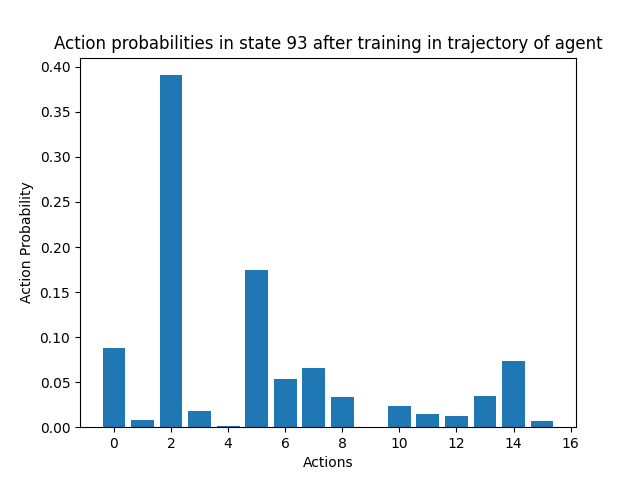 Action probabilities in state 93 after training in trajectory of agent
0.40
0.35
0.30
0.25
0.20
0.15
0.10
0.05
0.00
Action Probability
0 2 4 6 8 10 12 14 16
Actions